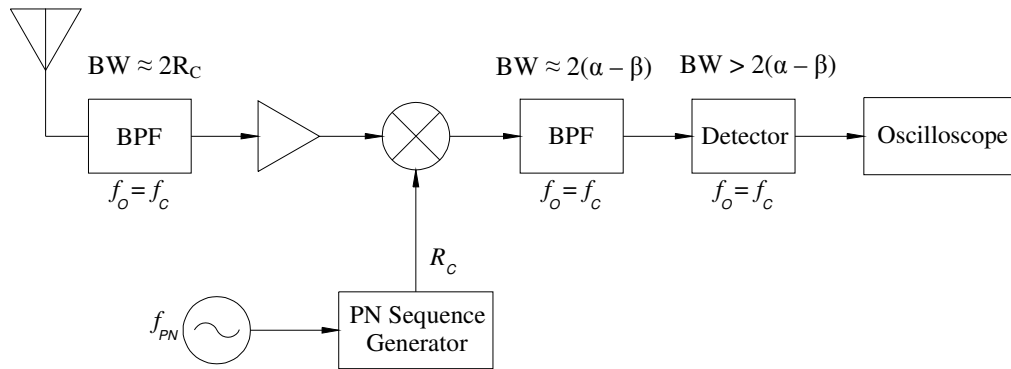 BW ≈ 2R_C
BW ≈ 2(α – β)
BW > 2(α – β)
BPF
BPF
Detector
Oscilloscope
f_O = f_C
f_O = f_C
f_O = f_C
R_C
f_PN
PN Sequence
Generator